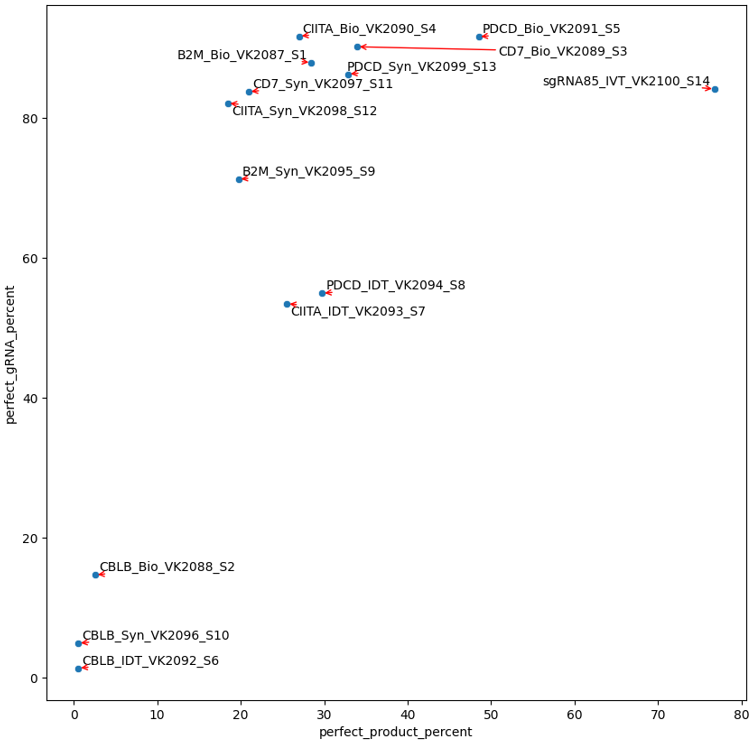 CIITA_Bio_VK2090_S4
PDCD_Bio_VK2091_S5
B2M_Bio_VK2087_S1
CD7_Bio_VK2089_S3
PDCD_Syn_VK2099_S13
CD7_Syn_VK2097_S11
sgRNA85_IVT_VK2100_S14
CIITA_Syn_VK2098_S12
B2M_Syn_VK2095_S9
PDCD_IDT_VK2094_S8
CIITA_IDT_VK2093_S7
CBLB_Bio_VK2088_S2
CBLB_Syn_VK2096_S10
CBLB_IDT_VK2092_S6
80
60
40
20
0
perfect_gRNA_percent
0 10 20 30 40 50 60 70 80
perfect_product_percent